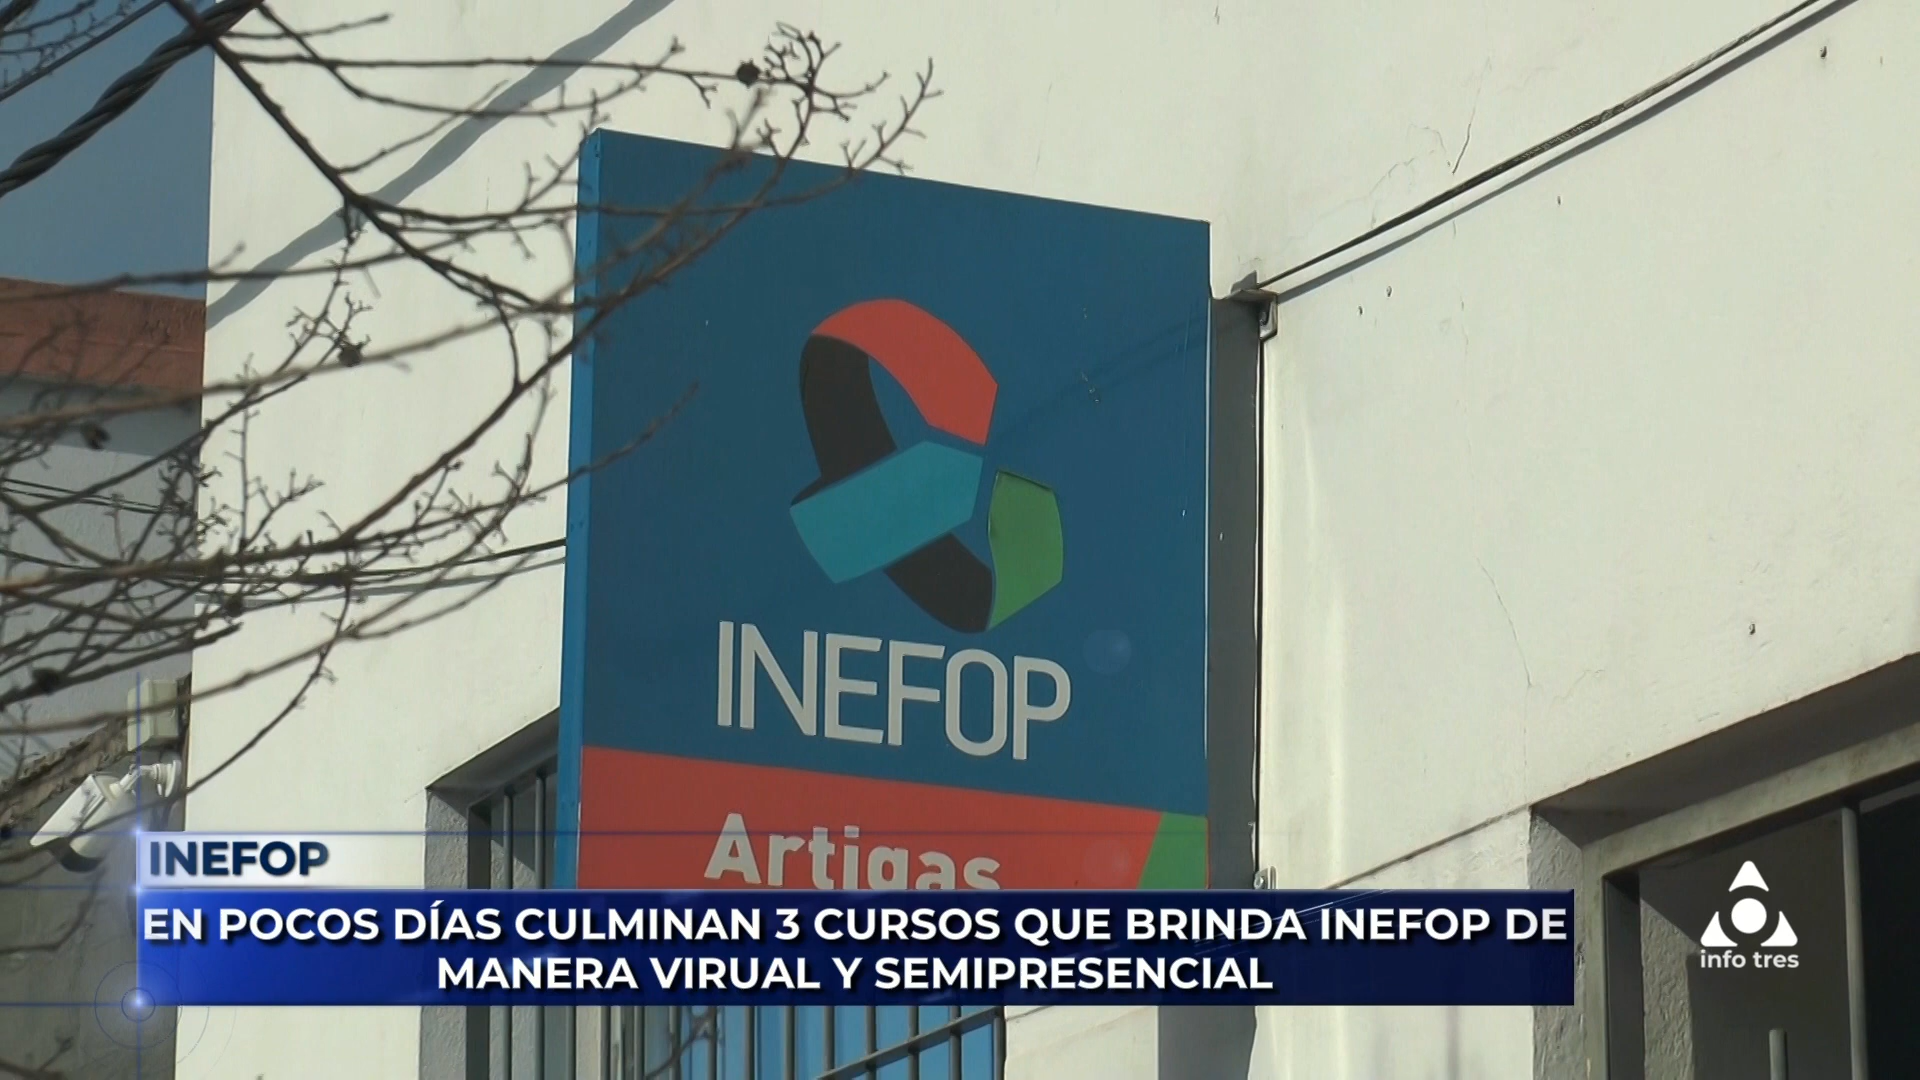 INEFOP
Artigas
INEFOP
EN POCOS DÍAS CULMINAN 3 CURSOS QUE BRINDA INEFOP DE
MANERA VIRUAL Y SEMIPRESENCIAL
info tres